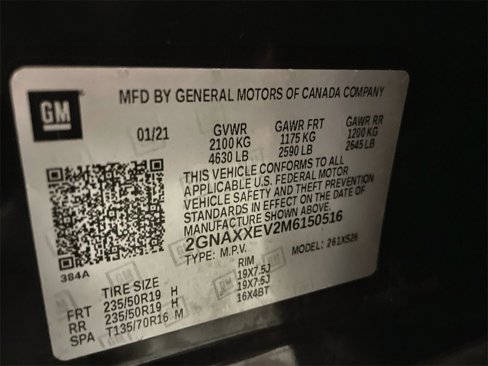 GM
MFD BY GENERAL MOTORS OF CANADA COMPANY
01/21 GVWR GAWR FRT GAWR RR
2100 KG 1175 KG 1200 KG
4630 LB 2590 LB 2645 LB
THIS VEHICLE CONFORMS TO ALL
APPLICABLE U.S. FEDERAL MOTOR
VEHICLE SAFETY AND THEFT PREVENTION
STANDARDS IN EFFECT ON THE DATE OF
MANUFACTURE SHOWN ABOVE.
2GNAXXEV2M6150516
TYPE: M.P.V. MODEL: 261XS26
384A
TIRE SIZE RIM
FRT 235/50R19 H 19X7.5J
RR 235/50R19 H 19X7.5J
SPA T135/70R16 M 16X4BT